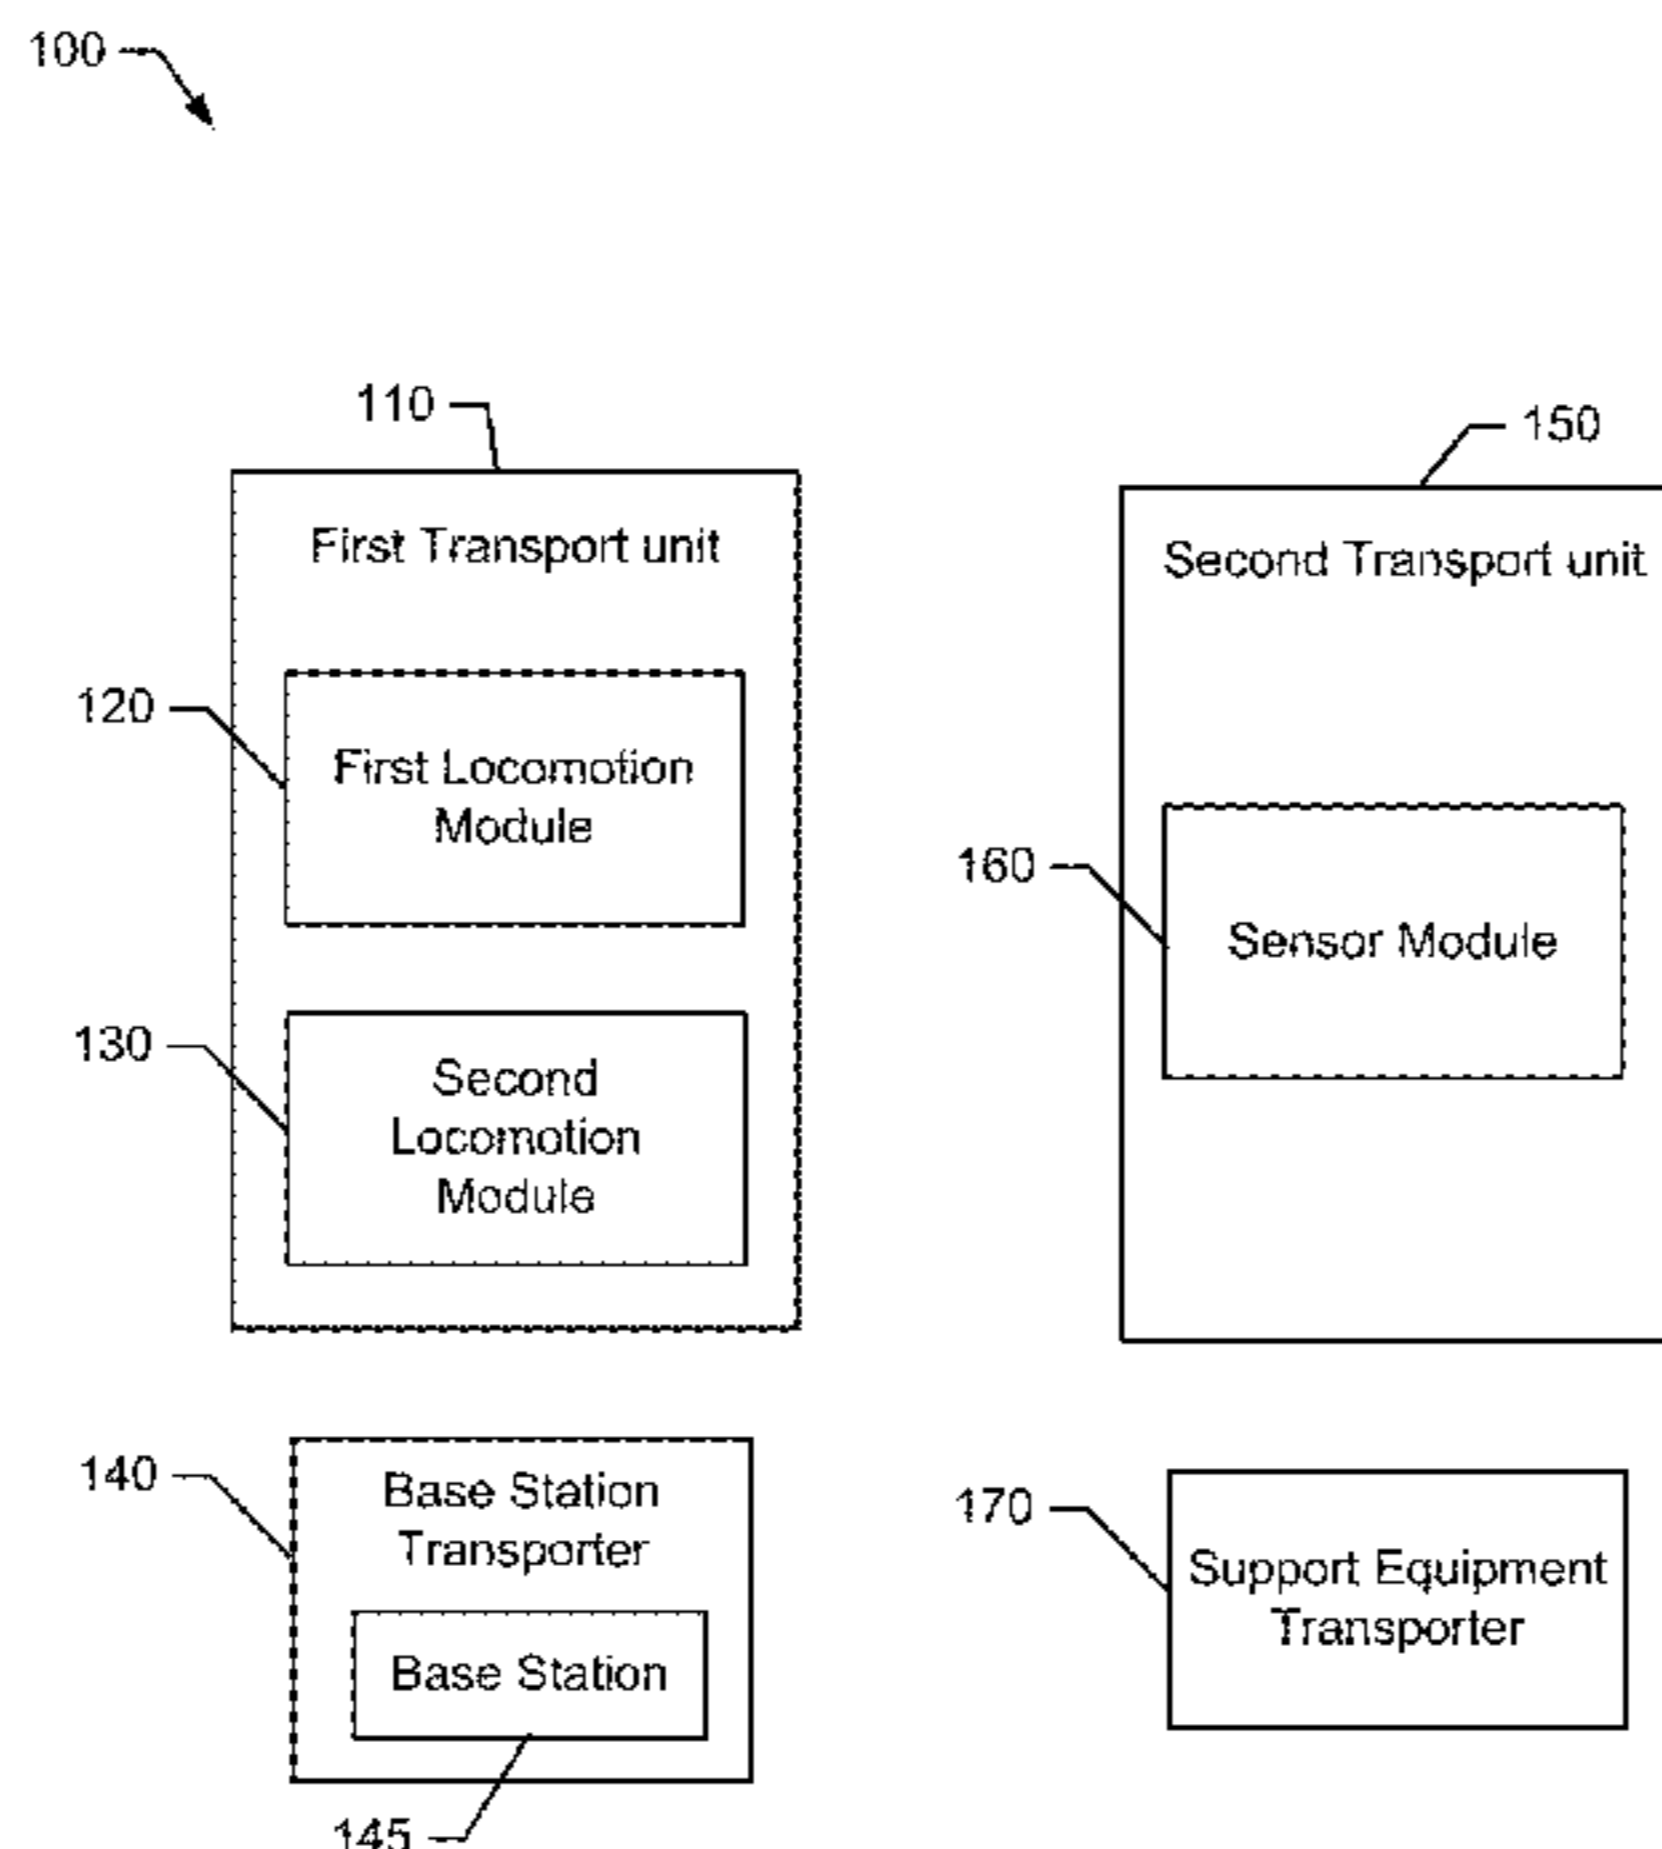 100
110
First Transport unit
120
First Locomotion
Module
130
Second
Locomotion
Module
140
Base Station
Transporter
Base Station
145
150
Second Transport unit
160
Sensor Module
170
Support Equipment
Transporter